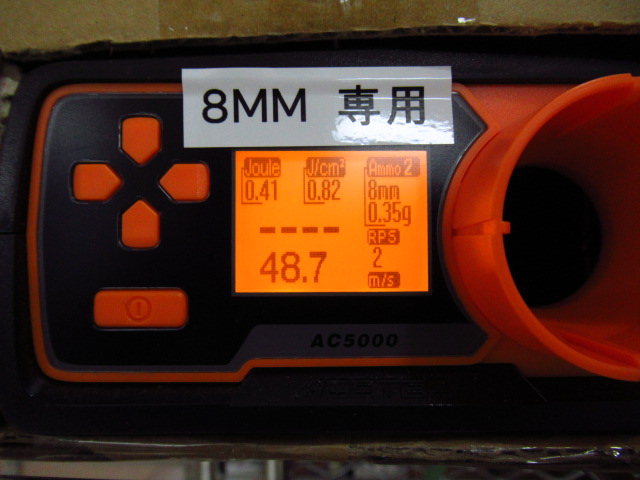 8MM 専用
Joule J/cm² Ammo 2
0.41 0.82 8mm
0.35g
---- RPS
48.7 2
m/s
AC5000
ACETECH